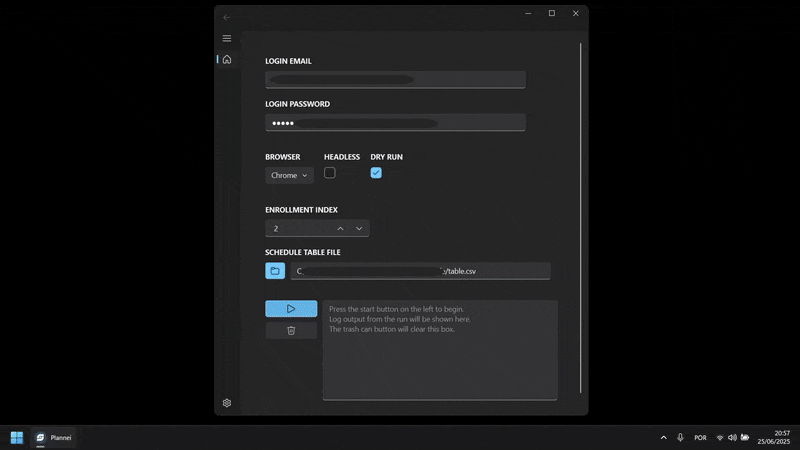 LOGIN EMAIL
LOGIN PASSWORD
•••••
BROWSER HEADLESS DRY RUN
Chrome
ENROLLMENT INDEX
2
SCHEDULE TABLE FILE
C /table.csv
Press the start button on the left to begin.
Log output from the run will be shown here.
The trash can button will clear this box.
Plannei
POR
20:57
25/06/2025